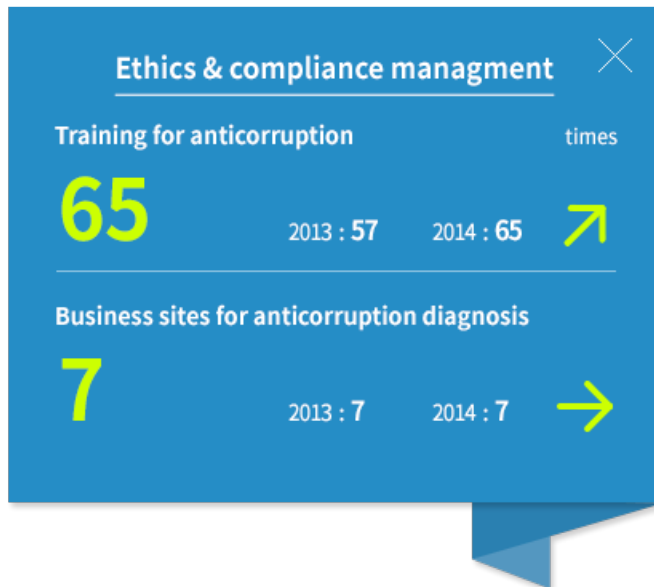 Ethics & compliance managment
Training for anticorruption times
65 2013 : 57 2014 : 65
Business sites for anticorruption diagnosis
7 2013 : 7 2014 : 7